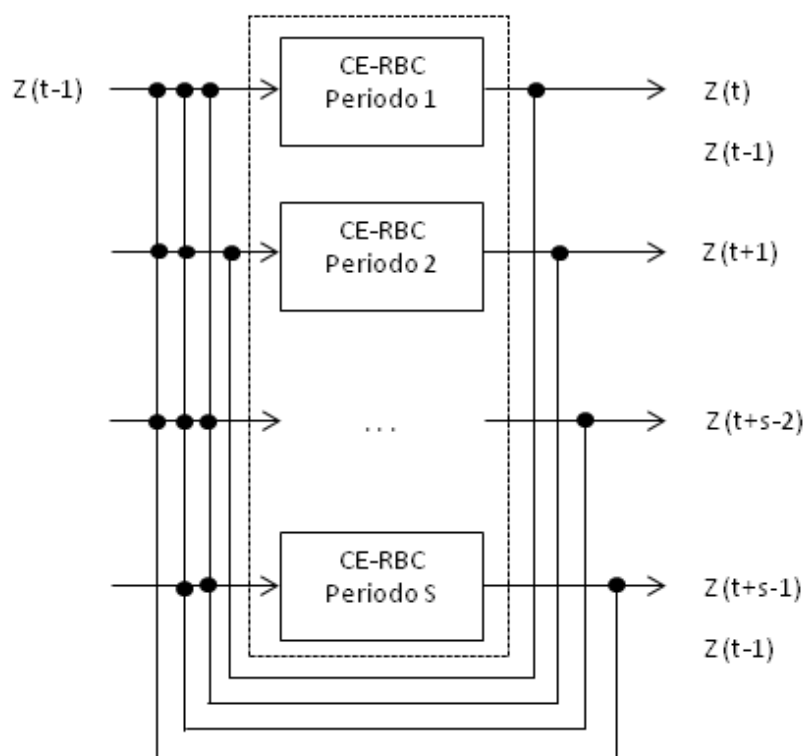 Z(t-1)
CE-RBC
Periodo 1
Z(t)
Z(t-1)
CE-RBC
Periodo 2
Z(t+1)
...
Z(t+s-2)
CE-RBC
Periodo S
Z(t+s-1)
Z(t-1)